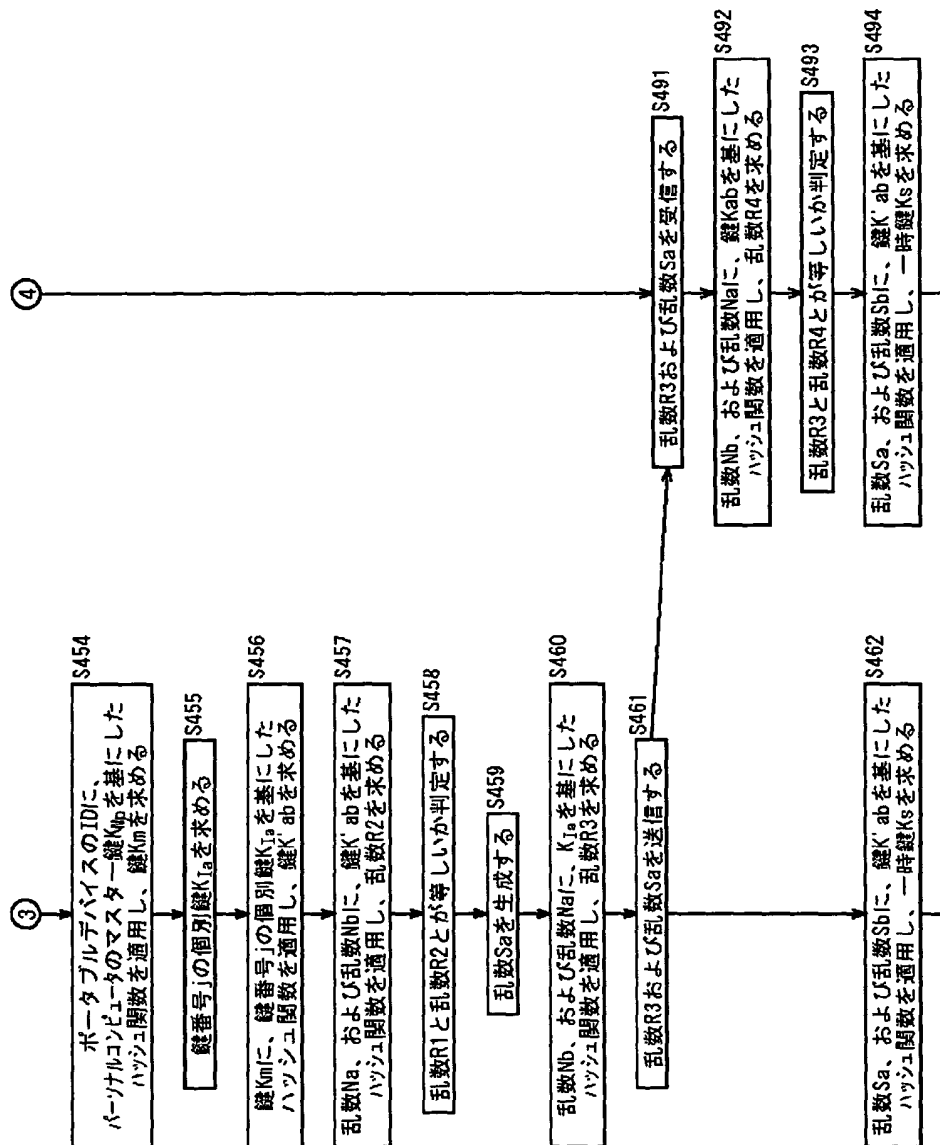 ③
S454
ポータブルデバイスのIDに、
パーソナルコンピュータのマスター鍵KMpを基にした
ハッシュ関数を適用し、鍵Kmを求める
S455
鍵番号jの個別鍵KIaを求める
S456
鍵Kmに、鍵番号jの個別鍵KIaを基にした
ハッシュ関数を適用し、鍵K'abを求める
S457
乱数Na、および乱数Nbに、鍵K'abを基にした
ハッシュ関数を適用し、乱数R2を求める
S458
乱数R1と乱数R2とが等しいか判定する
S459
乱数Saを生成する
S460
乱数Nb、および乱数Naに、KIaを基にした
ハッシュ関数を適用し、乱数R3を求める
S461
乱数R3および乱数Saを送信する
S462
乱数Sa、および乱数Sbに、鍵K'abを基にした
ハッシュ関数を適用し、一時鍵Ksを求める
④
S491
乱数R3および乱数Saを受信する
S492
乱数Nb、および乱数Naに、鍵Kabを基にした
ハッシュ関数を適用し、乱数R4を求める
S493
乱数R3と乱数R4とが等しいか判定する
S494
乱数Sa、および乱数Sbに、鍵K'abを基にした
ハッシュ関数を適用し、一時鍵Ksを求める